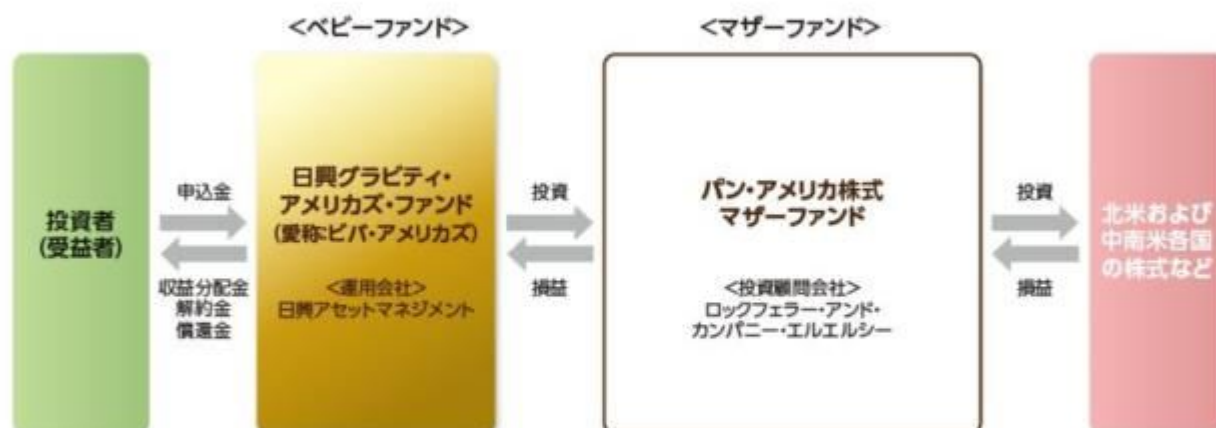 <ベビーファンド>
<マザーファンド>
投資者
(受益者)
申込金
収益分配金
解約金
償還金
日興グラビティ・
アメリカズ・ファンド
(愛称:ビバ・アメリカズ)
<運用会社>
日興アセットマネジメント
投資
損益
パン・アメリカ株式
マザーファンド
<投資顧問会社>
ロックフェラー・アンド・
カンパニー・エルエルシー
投資
損益
北米および
中南米各国
の株式など